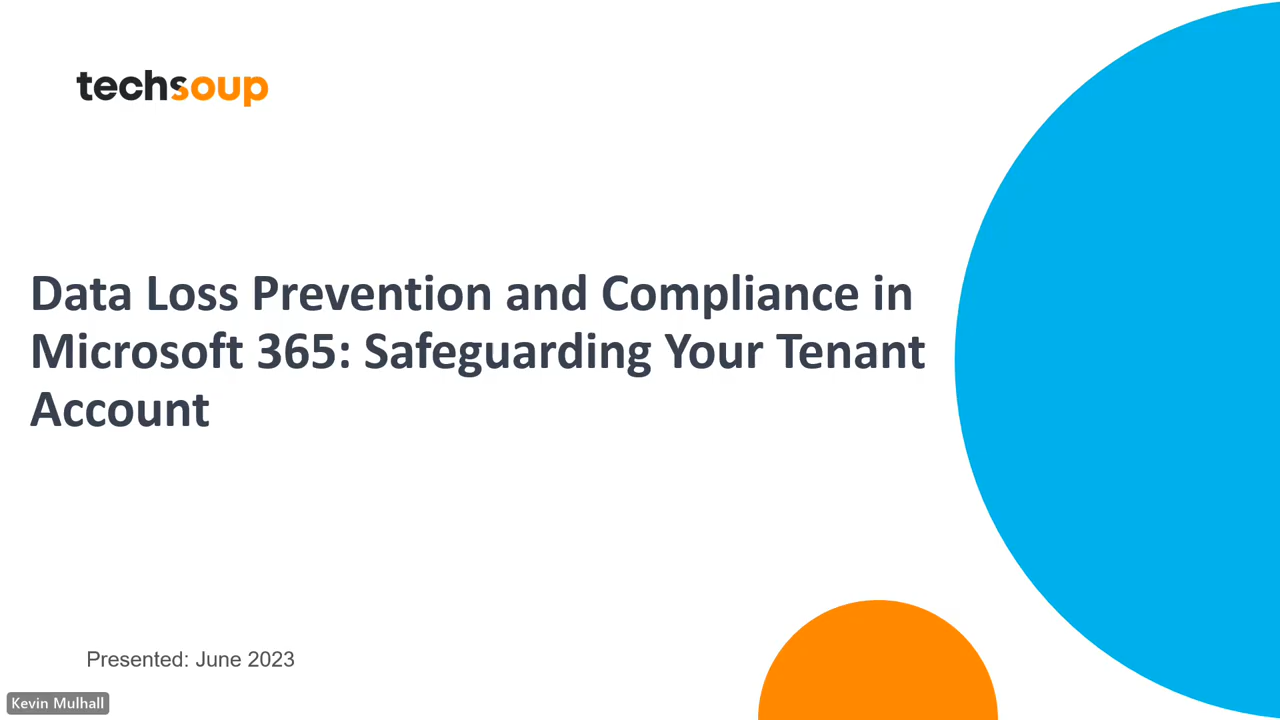 techsoup
Data Loss Prevention and Compliance in
Microsoft 365: Safeguarding Your Tenant
Account
Presented: June 2023
Kevin Mulhall